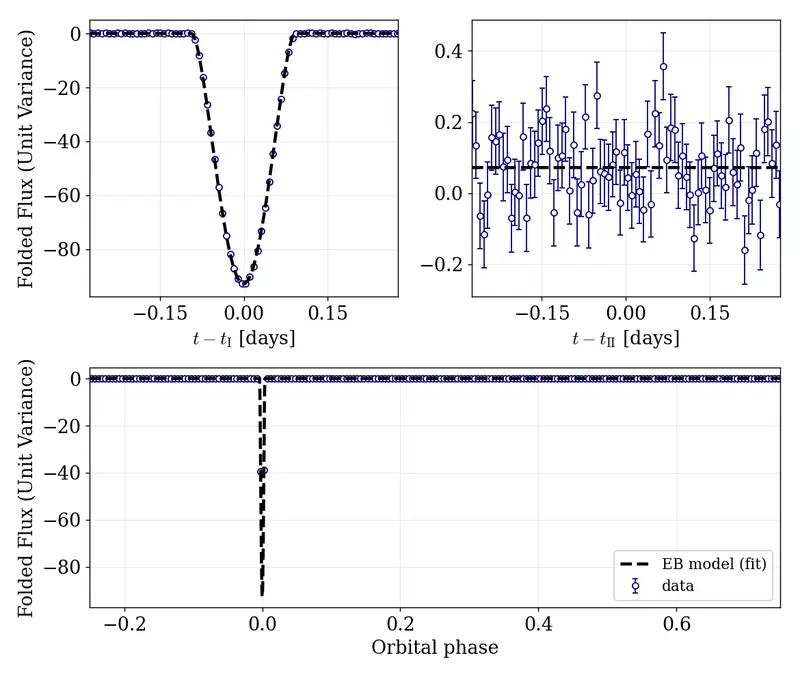 Folded Flux (Unit Variance)
0
−20
−40
−60
−80
−0.15 0.00 0.15
t − tI [days]
0.4
0.2
0.0
−0.2
−0.15 0.00 0.15
t − tII [days]
Folded Flux (Unit Variance)
0
−20
−40
−60
−80
EB model (fit)
data
−0.2 0.0 0.2 0.4 0.6
Orbital phase